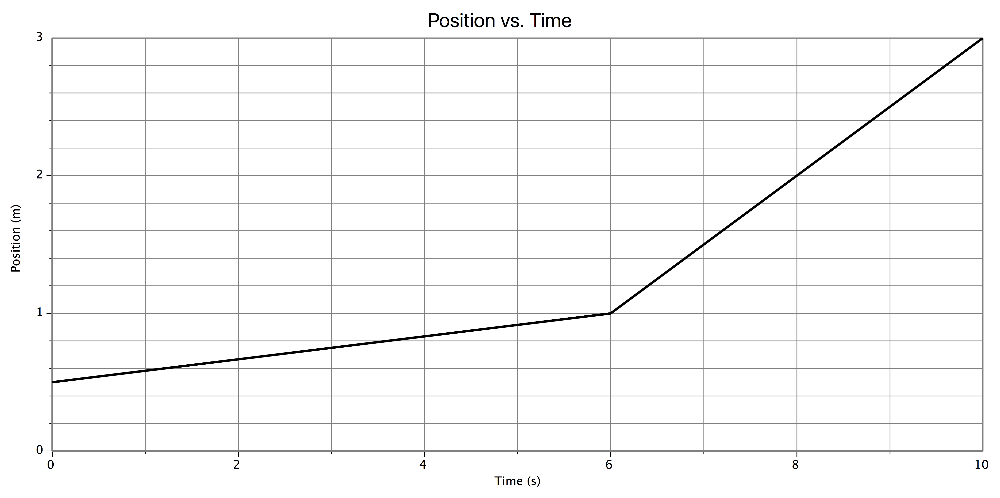 Position vs. Time
3
2
1
0
Position (m)
0 2 4 6 8 10
Time (s)